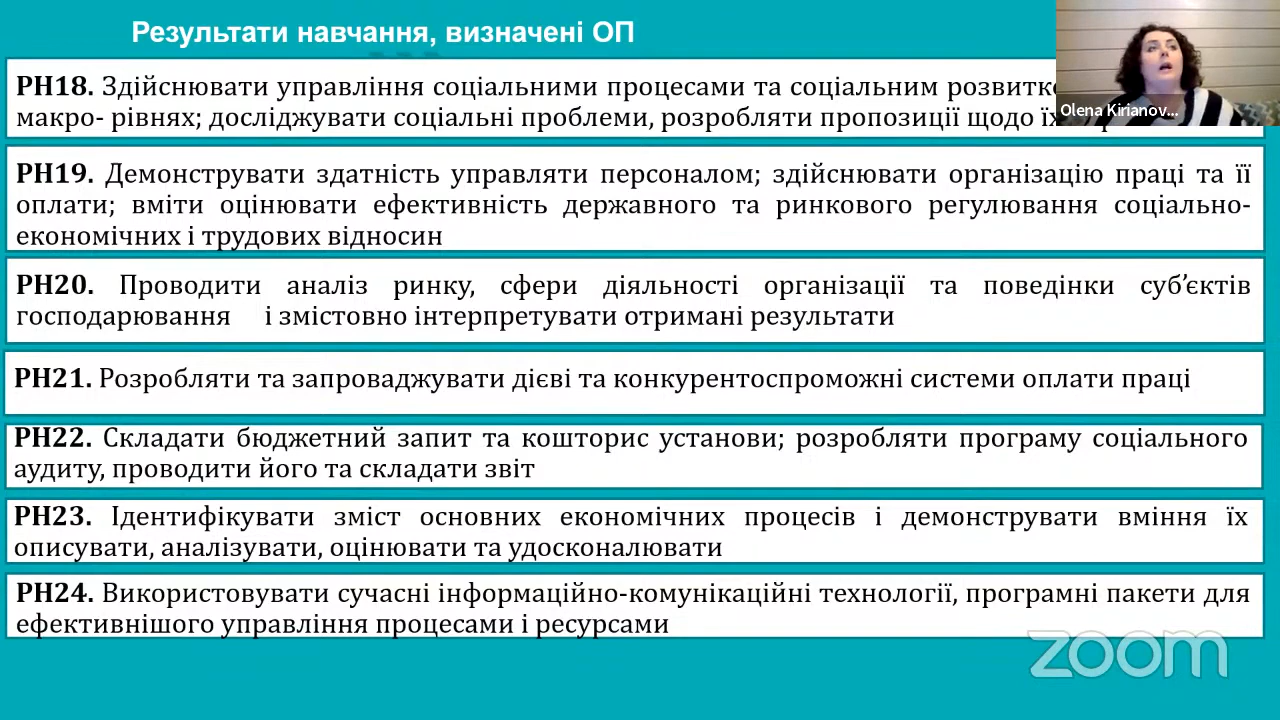 Результати навчання, визначені ОП
РН18. Здійснювати управління соціальними процесами та соціальним
макро- рівнях; досліджувати соціальні проблеми, розробляти пропозиції щодо
Olena Kirianov...
РН19. Демонструвати здатність управляти персоналом; здійснювати організацію праці та її
оплати; вміти оцінювати ефективність державного та ринкового регулювання соціально-
економічних і трудових відносин
РН20. Проводити аналіз ринку, сфери діяльності організації та поведінки суб’єктів
господарювання і змістовно інтерпретувати отримані результати
РН21. Розробляти та запроваджувати дієві та конкурентоспроможні системи оплати праці
РН22. Складати бюджетний запит та кошторис установи; розробляти програму соціального
аудиту, проводити його та складати звіт
РН23. Ідентифікувати зміст основних економічних процесів і демонструвати вміння їх
описувати, аналізувати, оцінювати та удосконалювати
РН24. Використовувати сучасні інформаційно-комунікаційні технології, програмні пакети для
ефективнішого управління процесами і ресурсами
zoom